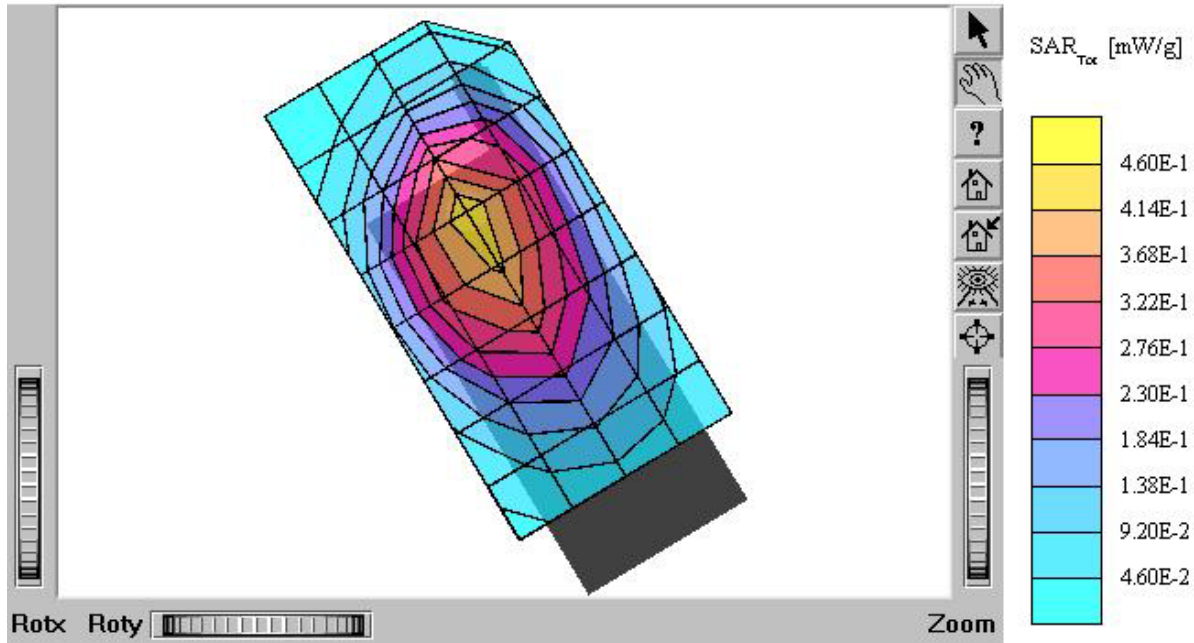 SAR Tot [mW/g]
?
4.60E-1
4.14E-1
3.68E-1
3.22E-1
2.76E-1
2.30E-1
1.84E-1
1.38E-1
9.20E-2
4.60E-2
Rotx Roty Zoom